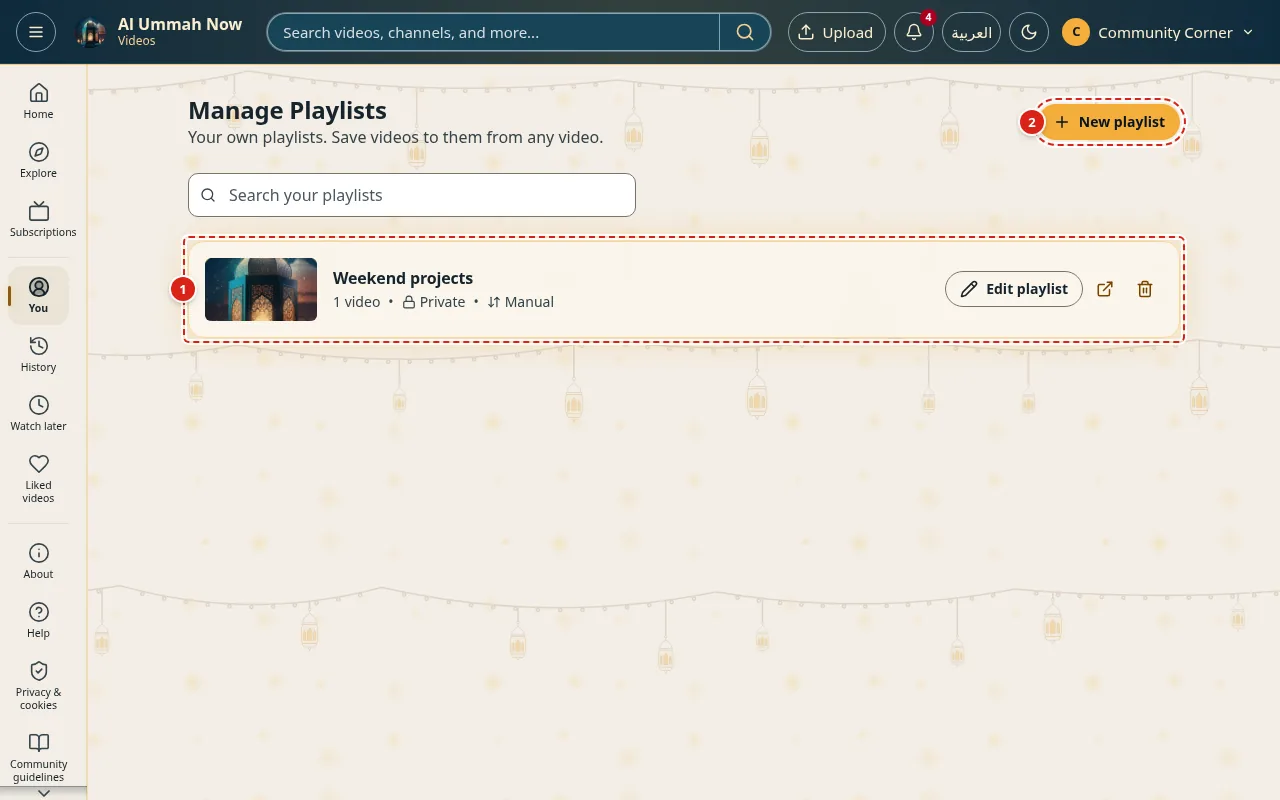 Al Ummah Now
Videos
Search videos, channels, and more...
Upload
4
العربية
C
Community Corner
Home
Explore
Subscriptions
You
History
Watch later
Liked
videos
About
Help
Privacy &
cookies
Community
guidelines
Manage Playlists
Your own playlists. Save videos to them from any video.
2
New playlist
Search your playlists
1
Weekend projects
1 video • Private • Manual
Edit playlist